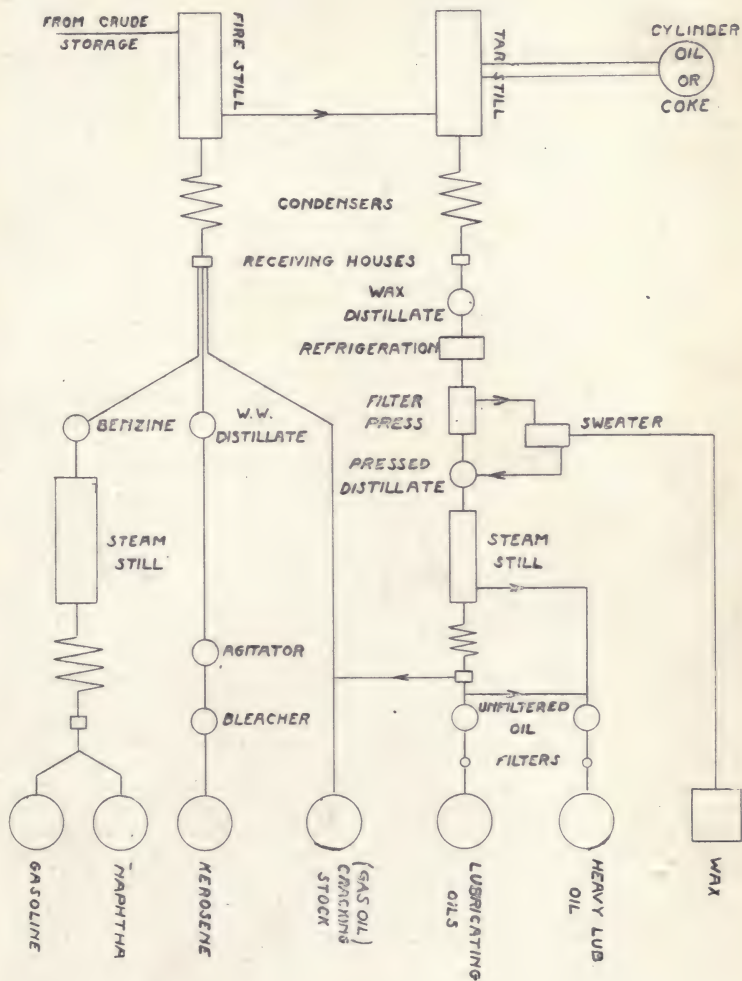 FROM CRUDE
STORAGE
FIRE STILL
TAR STILL
CYLINDER
OIL
OR
COKE
CONDENSERS
RECEIVING HOUSES
WAX
DISTILLATE
REFRIGERATION
BENZINE
W.W.
DISTILLATE
FILTER
PRESS
SWEATER
PRESSED
DISTILLATE
STEAM
STILL
STEAM
STILL
AGITATOR
BLEACHER
UNFILTERED
OIL
FILTERS
GASOLINE
NAPHTHA
KEROSENE
(GAS OIL)
CRACKING
STOCK
LUBRICATING
OILS
HEAVY LUB
OIL
WAX